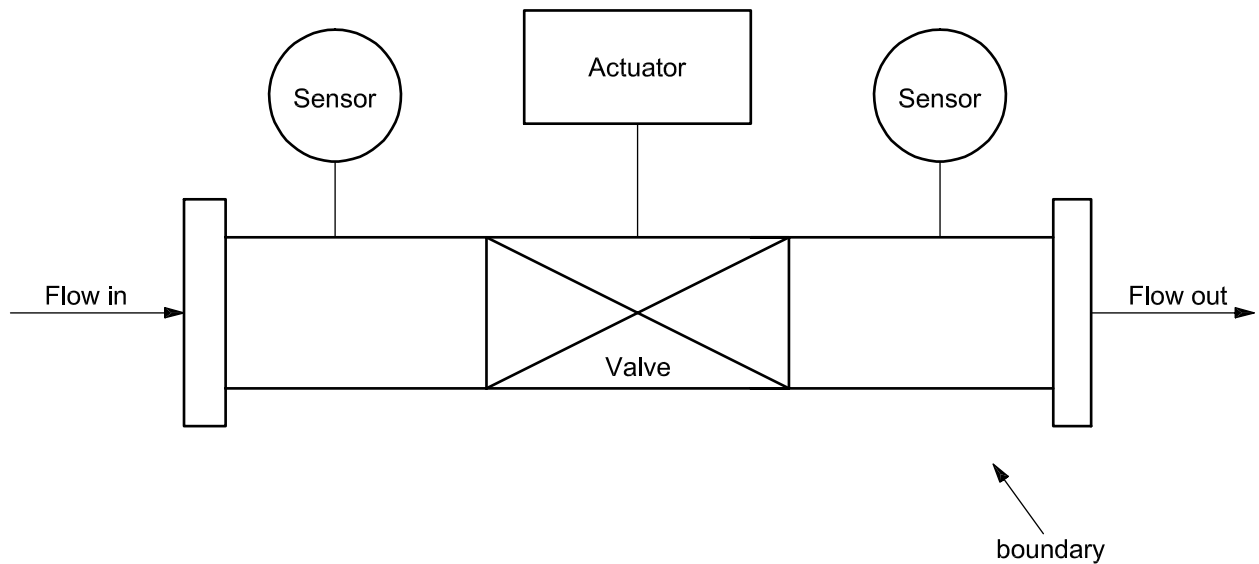 Actuator
Sensor
Sensor
Flow in
Flow out
Valve
boundary